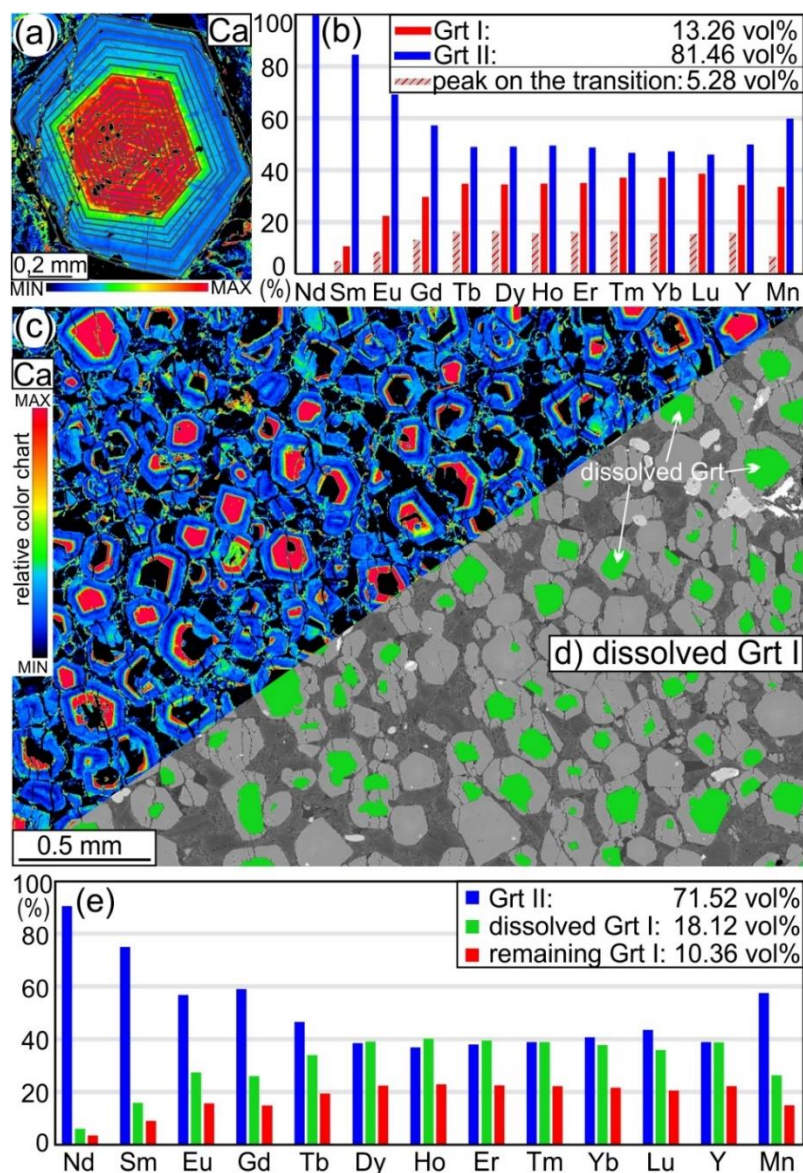 (a)
Ca
0,2 mm
MIN
MAX
(b)
100
80
60
40
20
0
(%)
Grt I: 13.26 vol%
Grt II: 81.46 vol%
peak on the transition: 5.28 vol%
Nd Sm Eu Gd Tb Dy Ho Er Tm Yb Lu Y Mn
(c)
Ca
MAX
relative color chart
MIN
0.5 mm
dissolved Grt
d) dissolved Grt I
(e)
100
(%)
80
60
40
20
0
Grt II: 71.52 vol%
dissolved Grt I: 18.12 vol%
remaining Grt I: 10.36 vol%
Nd Sm Eu Gd Tb Dy Ho Er Tm Yb Lu Y Mn